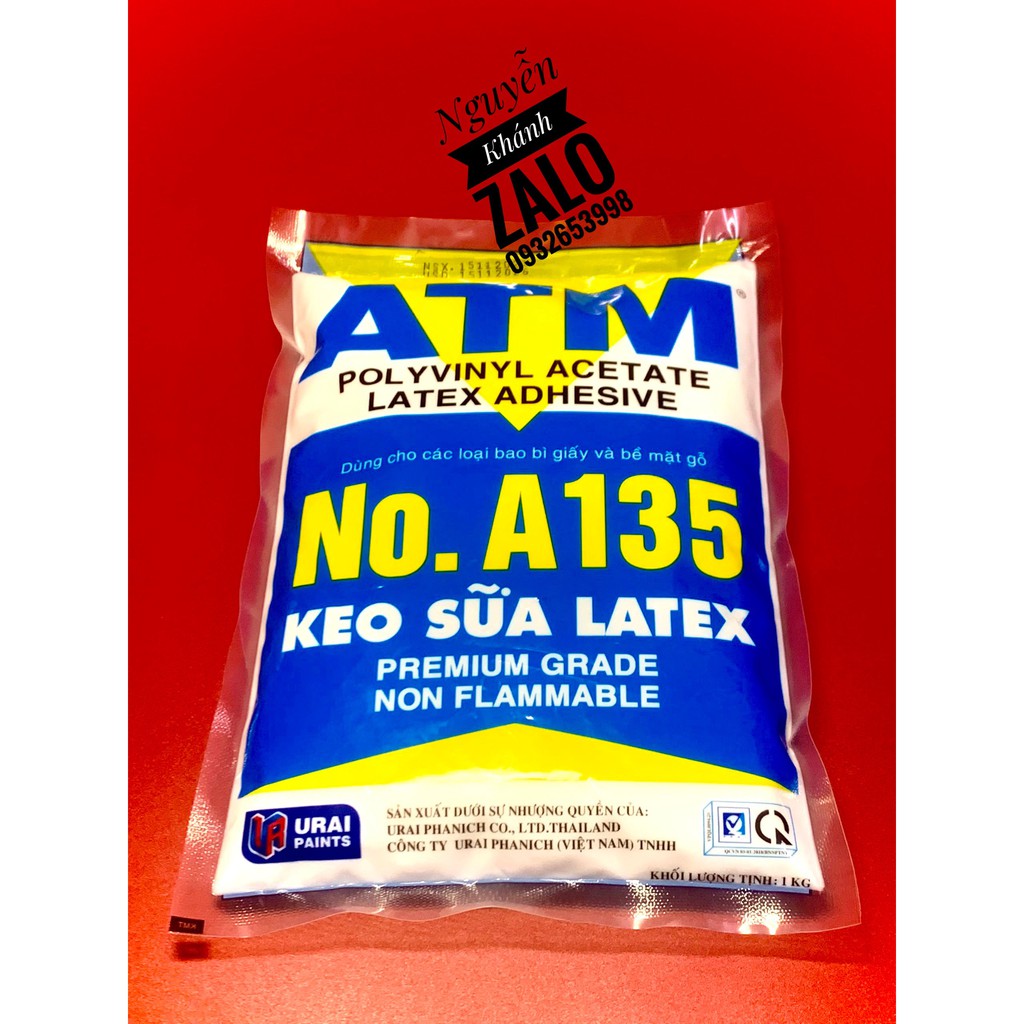 Nguyễn
Khánh
ZALO
0932653998
ATM®
POLYVINYL ACETATE
LATEX ADHESIVE
Dùng cho các loại bao bì giấy và bề mặt gỗ
No. A135
KEO SỮA LATEX
PREMIUM GRADE
NON FLAMMABLE
URAI
PAINTS
SẢN XUẤT DƯỚI SỰ NHƯỢNG QUYỀN CỦA:
URAI PHANICH CO., LTD.THAILAND
CÔNG TY URAI PHANICH (VIỆT NAM) TNHH
KHỐI LƯỢNG TỊNH: 1 KG